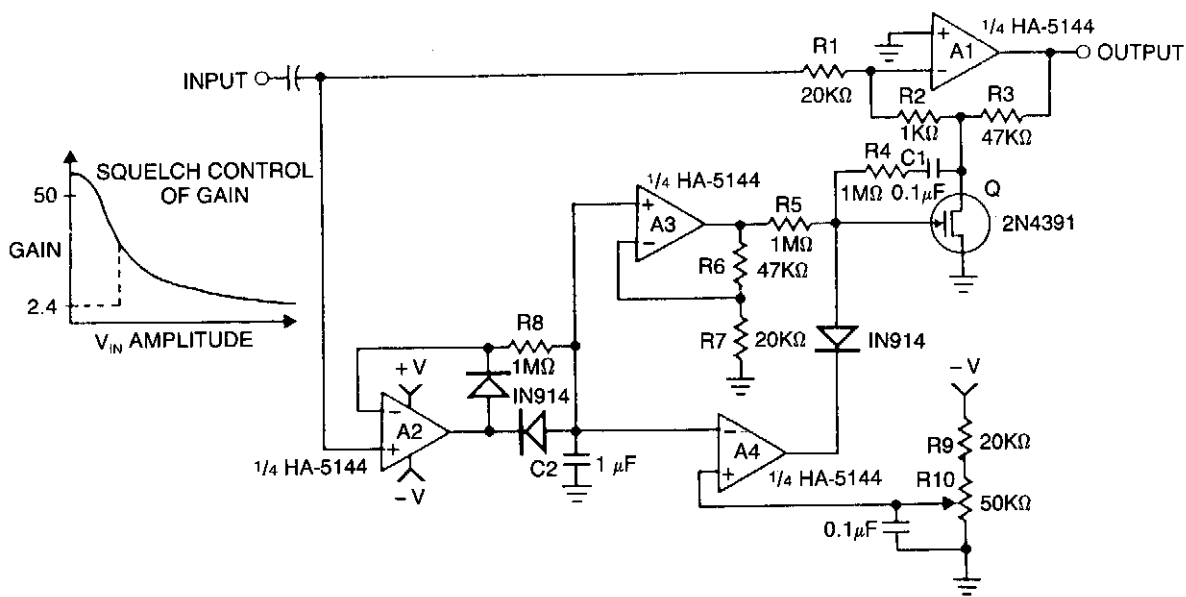 1/4 HA-5144
+
A1
−
OUTPUT
INPUT
R1
20KΩ
R2
1KΩ
R3
47KΩ
SQUELCH CONTROL
OF GAIN
50
GAIN
2.4
V_IN AMPLITUDE
1/4 HA-5144
+
A3
−
R5
1MΩ
R4
1MΩ
C1
0.1μF
Q
2N4391
R6
47KΩ
R7
20KΩ
IN914
R8
1MΩ
IN914
+V
−
A2
+
−V
1/4 HA-5144
C2
1 μF
−
A4
+
1/4 HA-5144
−V
R9
20KΩ
R10
50KΩ
0.1μF